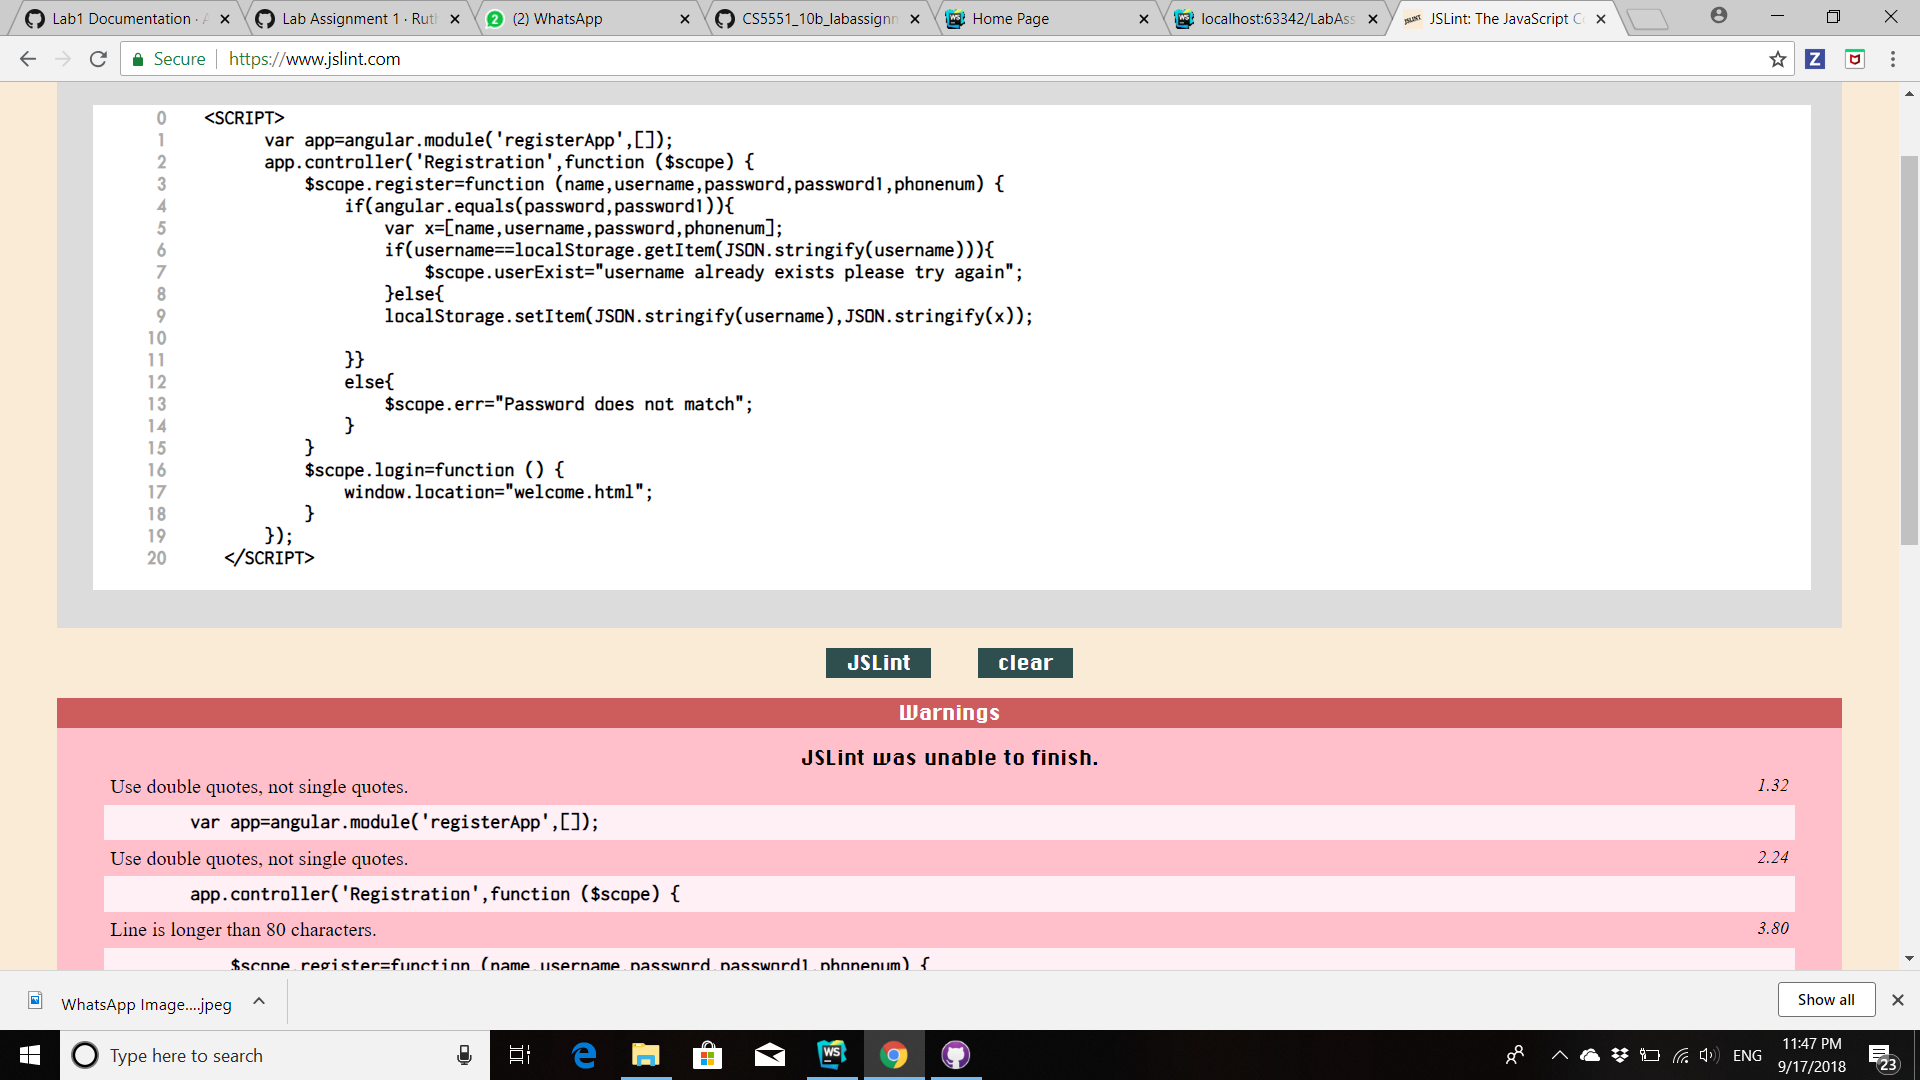 Lab1 Documentation · A
Lab Assignment 1 · Ruth
2 (2) WhatsApp
CS5551_10b_labassignm
WS Home Page
WS localhost:63342/LabAss
JSLINT JSLint: The JavaScript Co
Secure https://www.jslint.com
Z
0 <SCRIPT>
1 var app=angular.module('registerApp',[]);
2 app.controller('Registration',function ($scope) {
3 $scope.register=function (name,username,password,password1,phonenum) {
4 if(angular.equals(password,password1)){
5 var x=[name,username,password,phonenum];
6 if(username==localStorage.getItem(JSON.stringify(username))){
7 $scope.userExist="username already exists please try again";
8 }else{
9 localStorage.setItem(JSON.stringify(username),JSON.stringify(x));
10
11 }}
12 else{
13 $scope.err="Password does not match";
14 }
15 }
16 $scope.login=function () {
17 window.location="welcome.html";
18 }
19 });
20 </SCRIPT>
JSLint clear
Warnings
JSLint was unable to finish.
Use double quotes, not single quotes. 1.32
var app=angular.module('registerApp',[]);
Use double quotes, not single quotes. 2.24
app.controller('Registration',function ($scope) {
Line is longer than 80 characters. 3.80
$scope.register=function (name,username,password,password1,phonenum) {
WhatsApp Image....jpeg Show all
Type here to search
WS
ENG
11:47 PM
9/17/2018
23